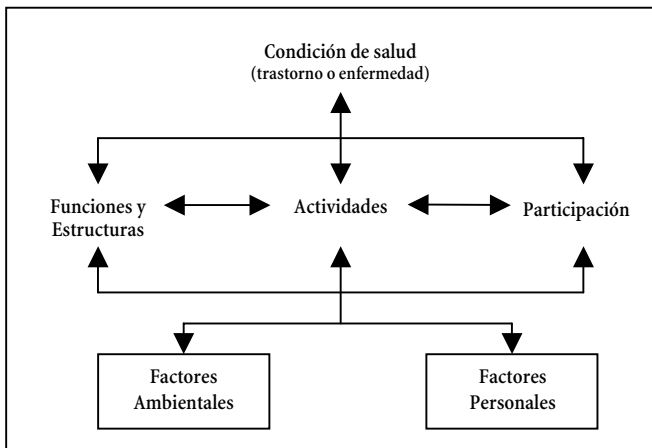 Condición de salud
(trastorno o enfermedad)
Funciones y
Estructuras
Actividades
Participación
Factores
Ambientales
Factores
Personales